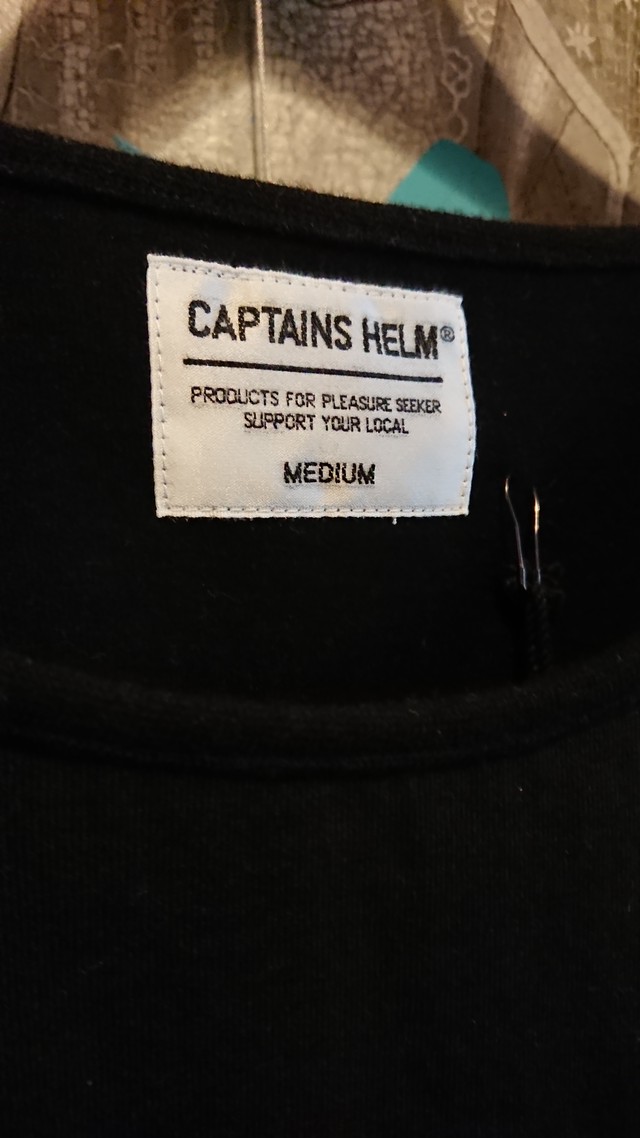 CAPTAINS HELM®
PRODUCTS FOR PLEASURE SEEKER
SUPPORT YOUR LOCAL
MEDIUM